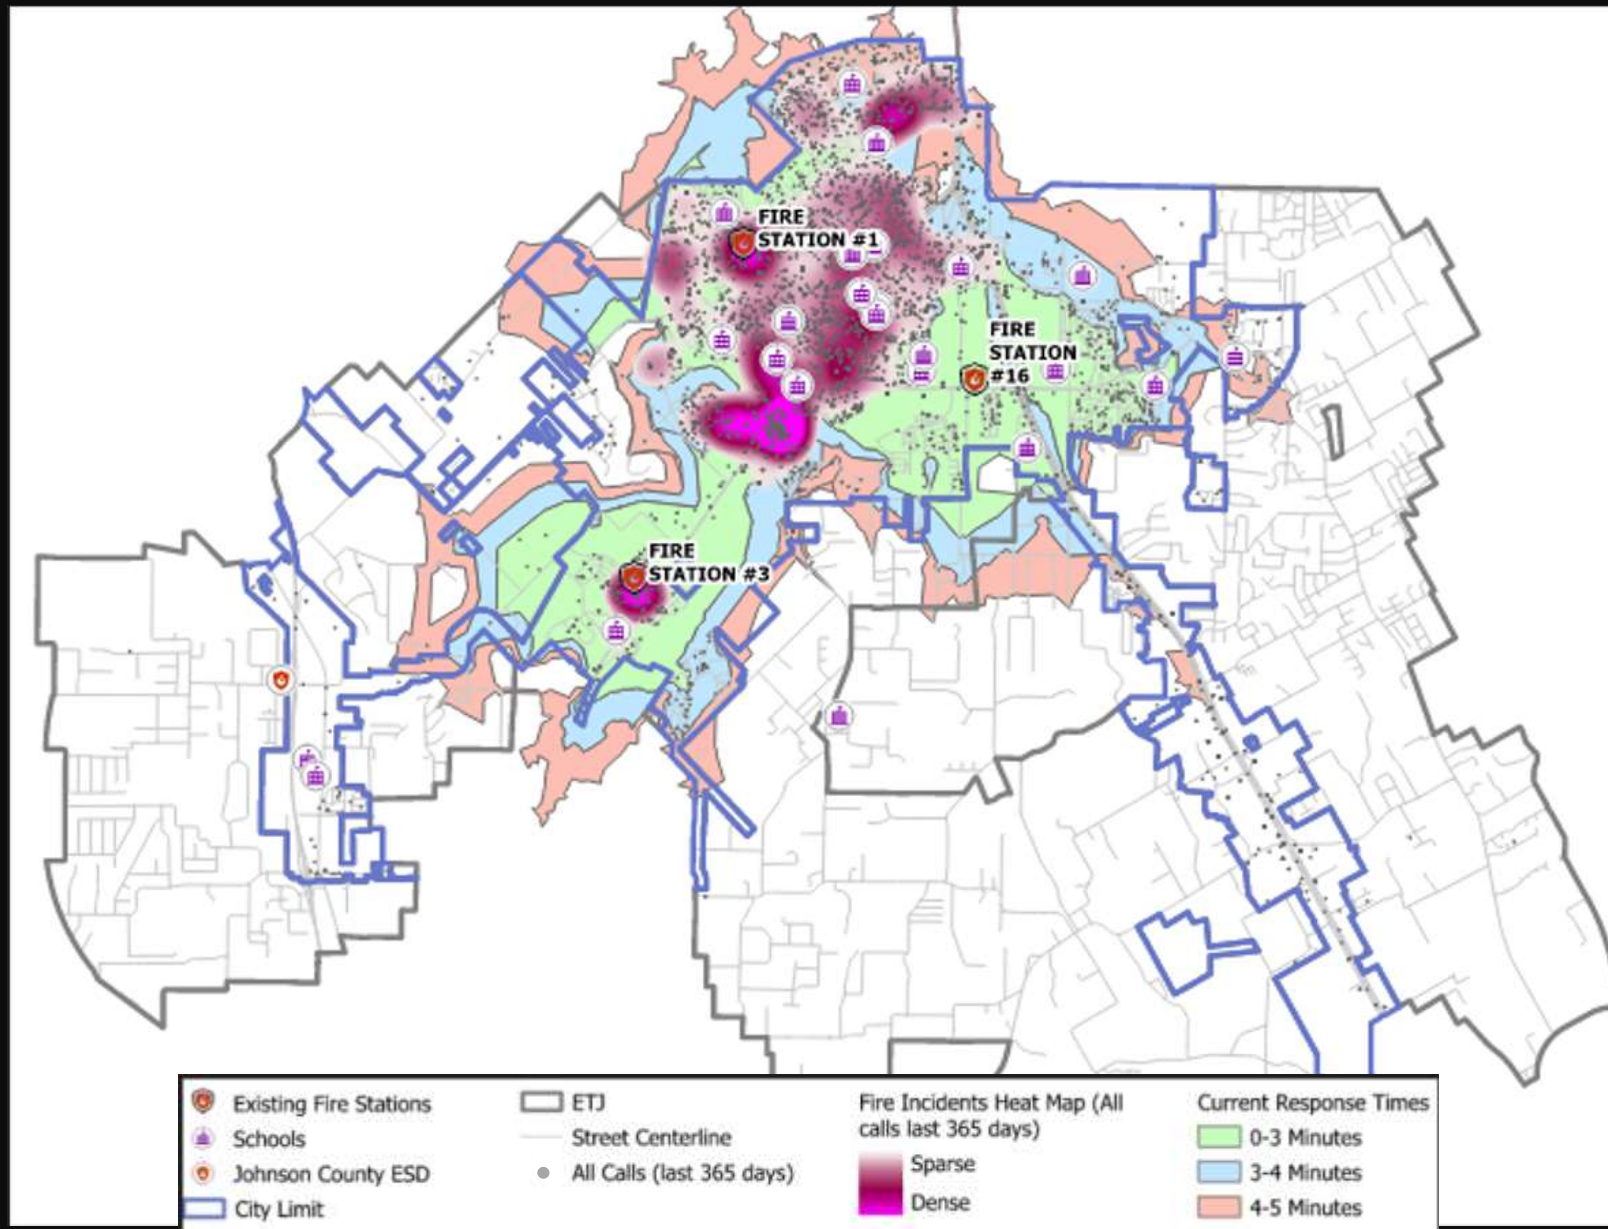 FIRE
STATION #1
FIRE
STATION
#16
FIRE
STATION #3
Existing Fire Stations
Schools
Johnson County ESD
City Limit
ETJ
Street Centerline
All Calls (last 365 days)
Fire Incidents Heat Map (All
calls last 365 days)
Sparse
Dense
Current Response Times
0-3 Minutes
3-4 Minutes
4-5 Minutes